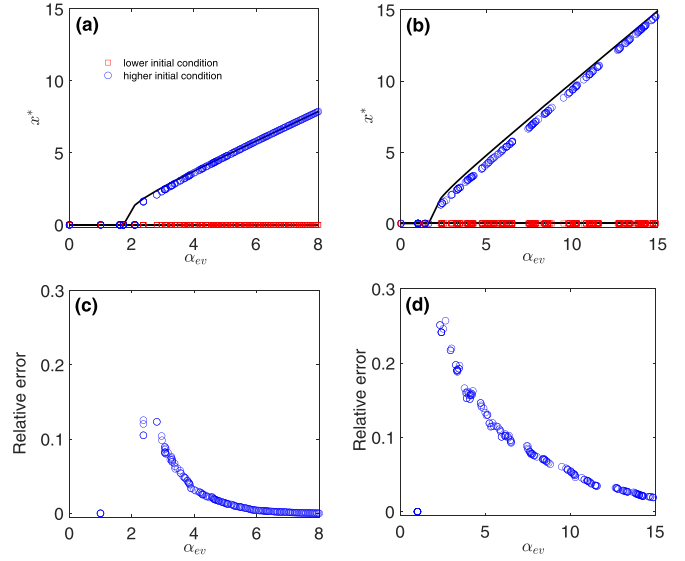 (a)
15
10
5
0
x*
lower initial condition
higher initial condition
0 2 4 6 8
α_ev
(b)
15
10
5
0
x*
0 5 10 15
α_ev
(c)
0.3
0.2
0.1
0
Relative error
0 2 4 6 8
α_ev
(d)
0.3
0.2
0.1
0
Relative error
0 5 10 15
α_ev